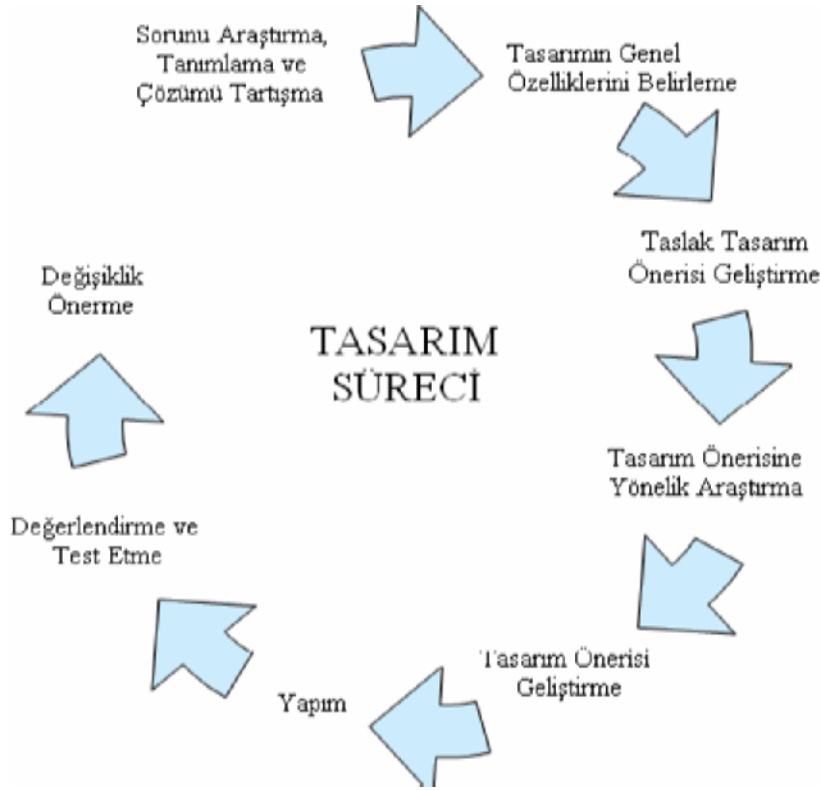 Sorunu Araştırma,
Tanımlama ve
Çözümü Tartışma
Tasarımın Genel
Özelliklerini Belirleme
Taslak Tasarım
Önerisi Geliştirme
Tasarım Önerisine
Yönelik Araştırma
Tasarım Önerisi
Geliştirme
Yapım
Değerlendirme ve
Test Etme
Değişiklik
Önerme
TASARIM
SÜRECİ